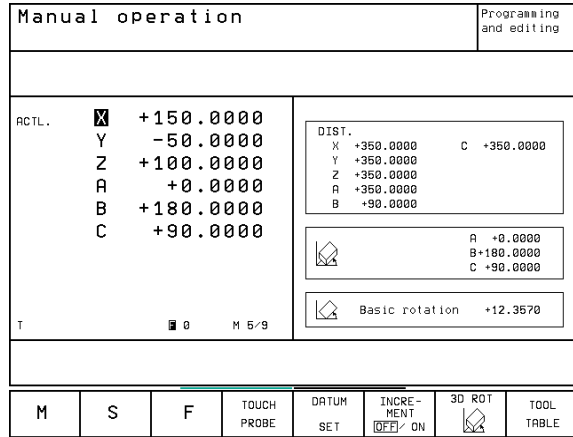 Manual operation
Programming
and editing
ACTL.
X +150.0000
Y -50.0000
Z +100.0000
A +0.0000
B +180.0000
C +90.0000
T F 0 M 5/9
DIST.
X +350.0000 C +350.0000
Y +350.0000
Z +350.0000
A +350.0000
B +90.0000
A +0.0000
B+180.0000
C +90.0000
Basic rotation +12.3570
M
S
F
TOUCH
PROBE
DATUM
SET
INCRE-
MENT
OFF/ ON
3D ROT
TOOL
TABLE